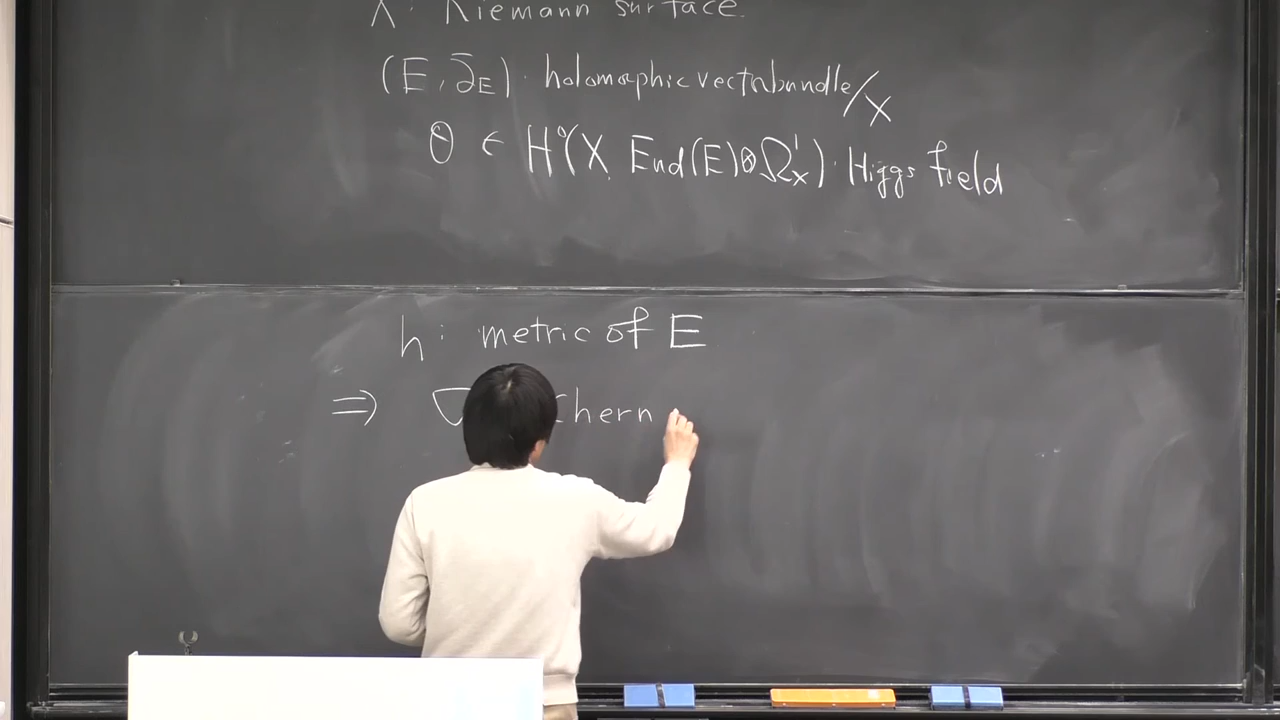 X: Riemann surface.
(E, ∂̄_E): holomorphic vector bundle/X
θ ∈ H⁰(X, End(E)⊗Ω¹_X): Higgs field
h: metric of E
⇒ ∇ Chern